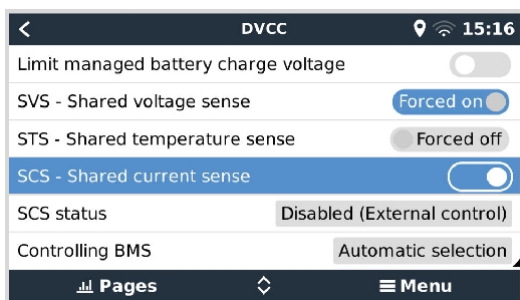 DVCC 15:16
Limit managed battery charge voltage
SVS - Shared voltage sense Forced on
STS - Shared temperature sense Forced off
SCS - Shared current sense
SCS status Disabled (External control)
Controlling BMS Automatic selection
Pages Menu